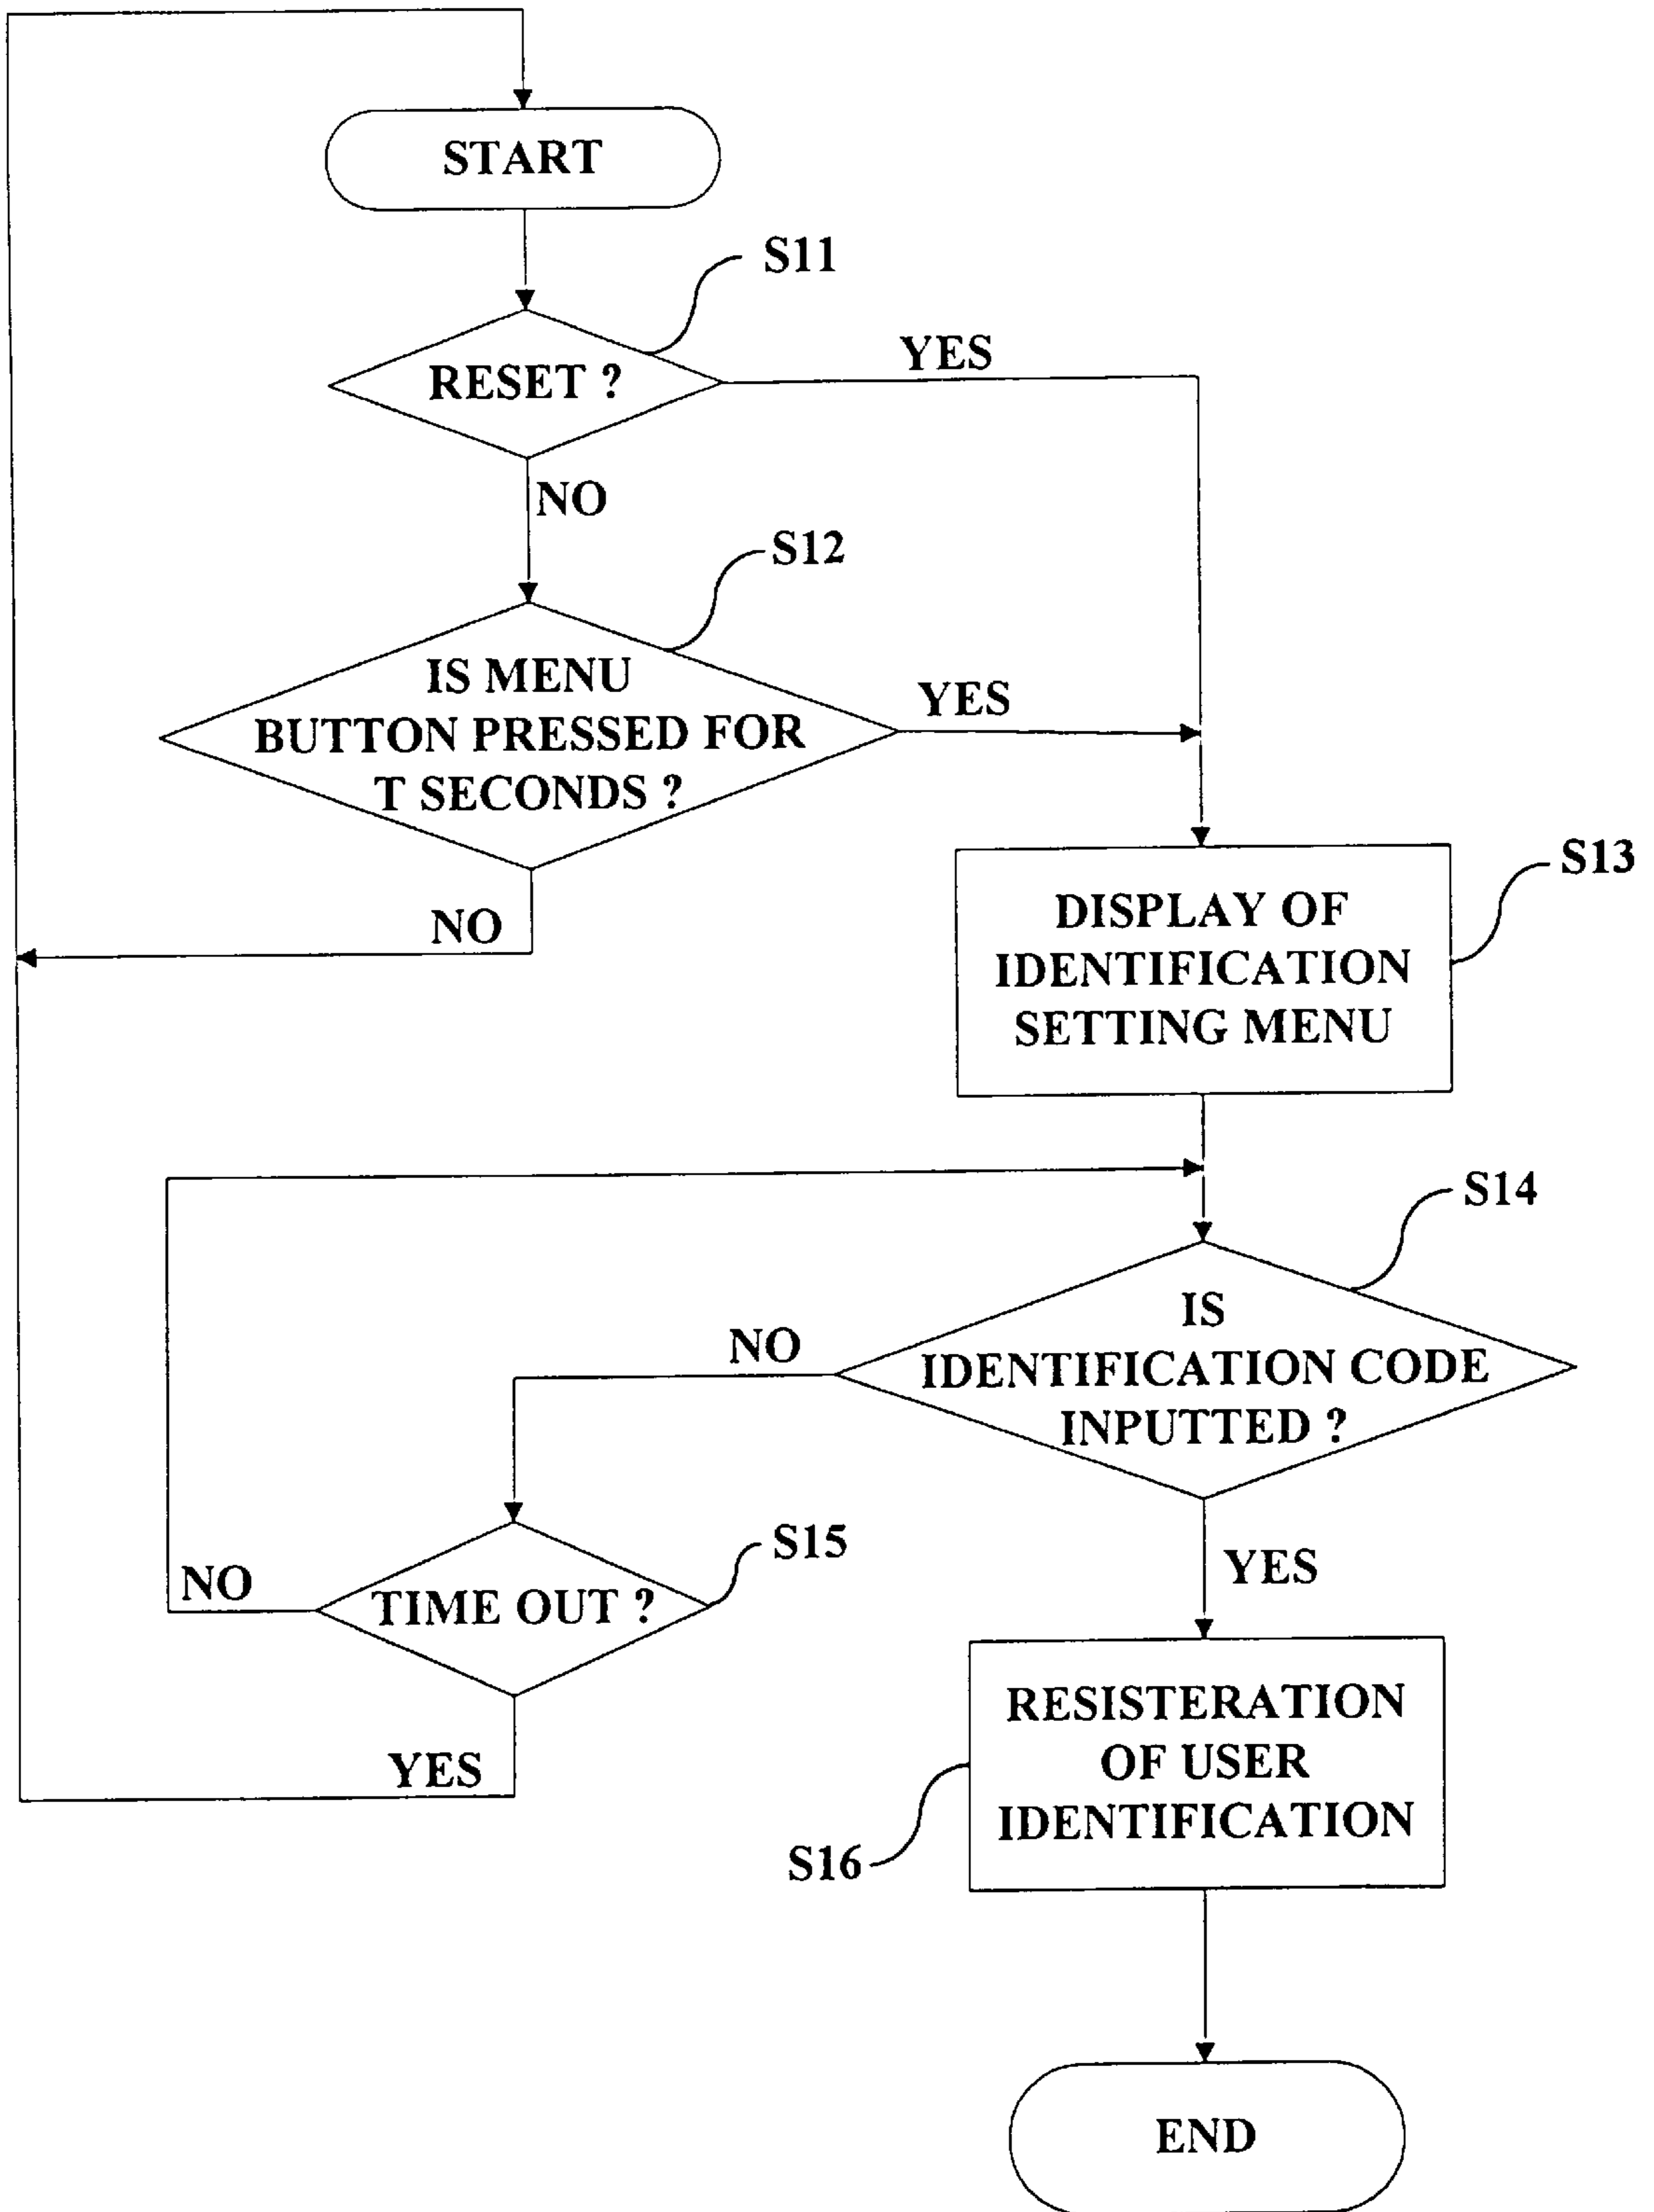 START
S11
RESET ?
YES
NO
S12
IS MENU
BUTTON PRESSED FOR
T SECONDS ?
YES
NO
S13
DISPLAY OF
IDENTIFICATION
SETTING MENU
S14
IS
IDENTIFICATION CODE
INPUTTED ?
NO
YES
S15
TIME OUT ?
NO
YES
RESISTERATION
OF USER
IDENTIFICATION
S16
END